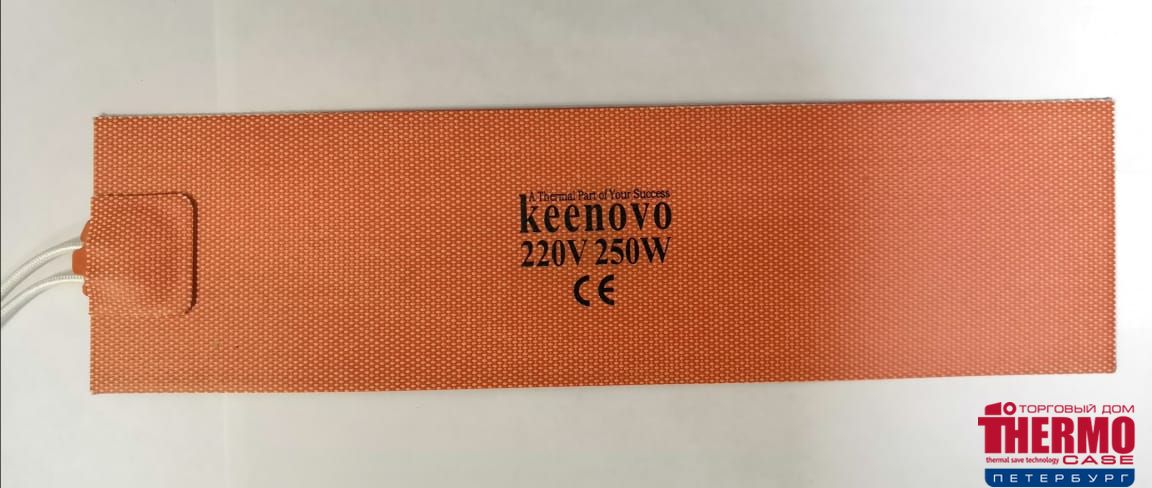 A Thermal Part of Your Success
keenovo
220V 250W
CE
ТОРГОВЫЙ ДОМ
THERMO
thermal save technology CASE
ПЕТЕРБУРГ